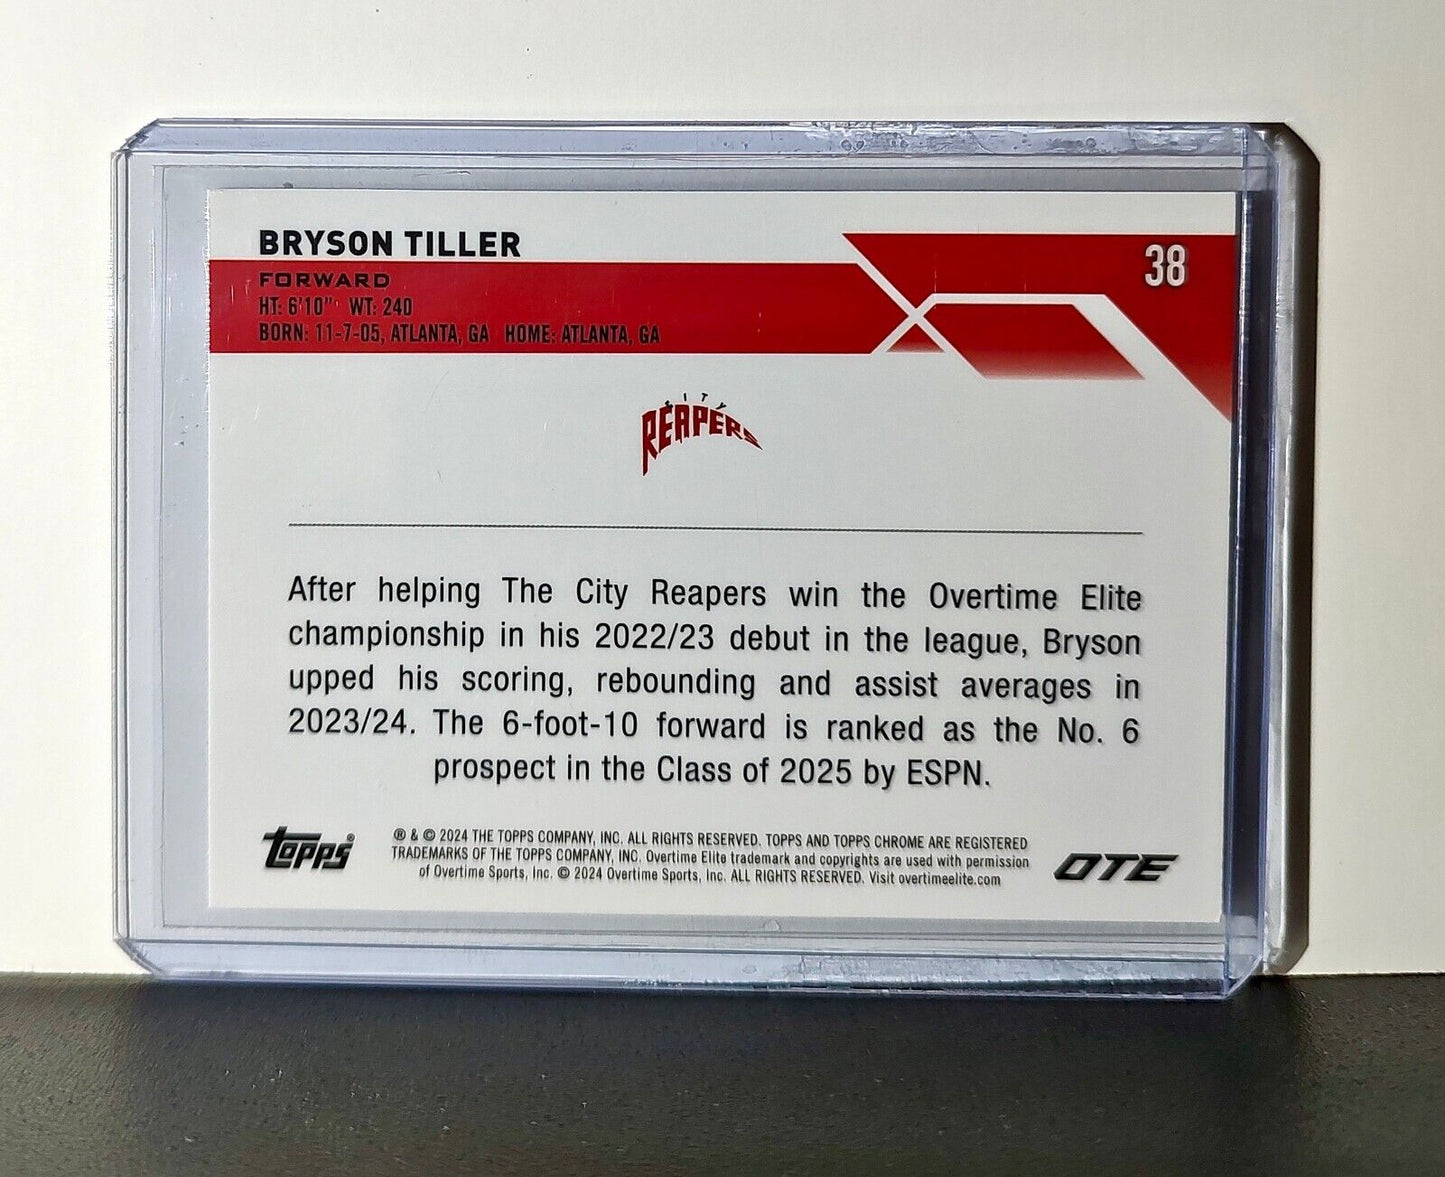 BRYSON TILLER
38
FORWARD
HT: 6'10" WT: 240
BORN: 11-7-05, ATLANTA, GA HOME: ATLANTA, GA
CITY
REAPERS
After helping The City Reapers win the Overtime Elite
championship in his 2022/23 debut in the league, Bryson
upped his scoring, rebounding and assist averages in
2023/24. The 6-foot-10 forward is ranked as the No. 6
prospect in the Class of 2025 by ESPN.
topps®
® & © 2024 THE TOPPS COMPANY, INC. ALL RIGHTS RESERVED. TOPPS AND TOPPS CHROME ARE REGISTERED
TRADEMARKS OF THE TOPPS COMPANY, INC. Overtime Elite trademark and copyrights are used with permission
of Overtime Sports, Inc. © 2024 Overtime Sports, Inc. ALL RIGHTS RESERVED. Visit overtimeelite.com
OTE